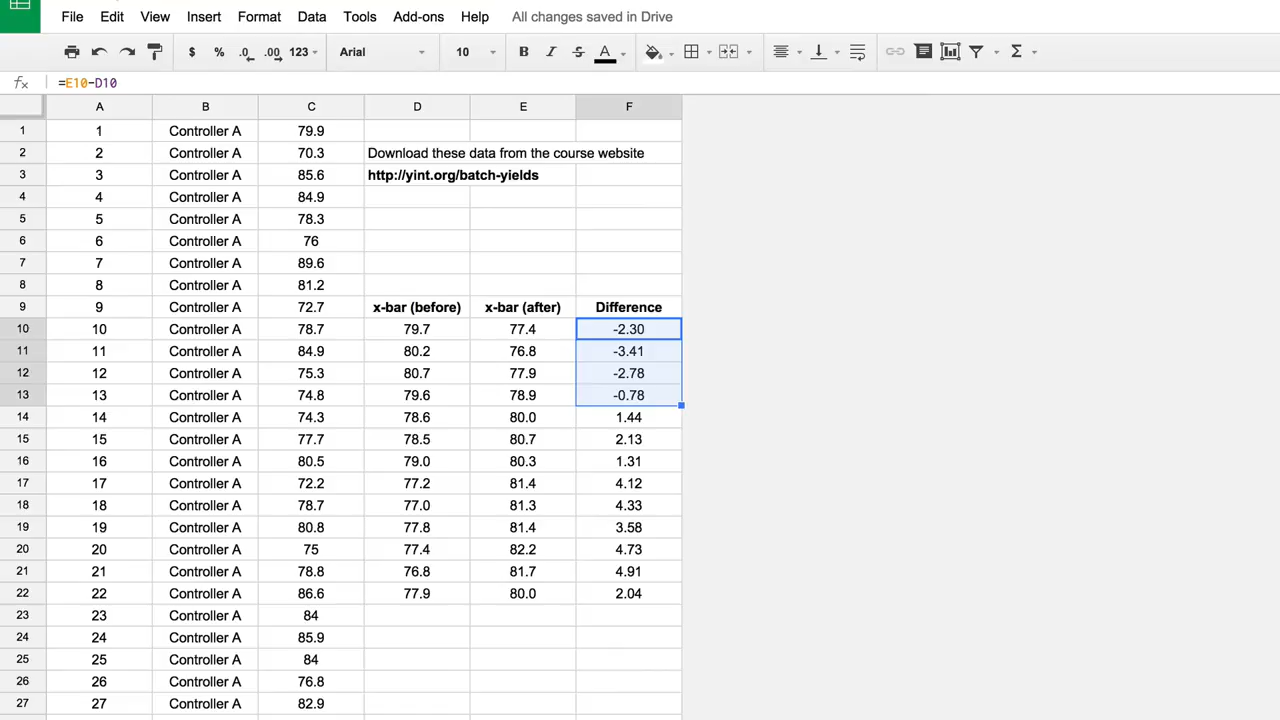 File Edit View Insert Format Data Tools Add-ons Help All changes saved in Drive
$ % .0 .00 123 Arial 10 B I S A Σ
fx =E10-D10
A B C D E F
1 1 Controller A 79.9
2 2 Controller A 70.3 Download these data from the course website
3 3 Controller A 85.6 http://yint.org/batch-yields
4 4 Controller A 84.9
5 5 Controller A 78.3
6 6 Controller A 76
7 7 Controller A 89.6
8 8 Controller A 81.2
9 9 Controller A 72.7 x-bar (before) x-bar (after) Difference
10 10 Controller A 78.7 79.7 77.4 -2.30
11 11 Controller A 84.9 80.2 76.8 -3.41
12 12 Controller A 75.3 80.7 77.9 -2.78
13 13 Controller A 74.8 79.6 78.9 -0.78
14 14 Controller A 74.3 78.6 80.0 1.44
15 15 Controller A 77.7 78.5 80.7 2.13
16 16 Controller A 80.5 79.0 80.3 1.31
17 17 Controller A 72.2 77.2 81.4 4.12
18 18 Controller A 78.7 77.0 81.3 4.33
19 19 Controller A 80.8 77.8 81.4 3.58
20 20 Controller A 75 77.4 82.2 4.73
21 21 Controller A 78.8 76.8 81.7 4.91
22 22 Controller A 86.6 77.9 80.0 2.04
23 23 Controller A 84
24 24 Controller A 85.9
25 25 Controller A 84
26 26 Controller A 76.8
27 27 Controller A 82.9